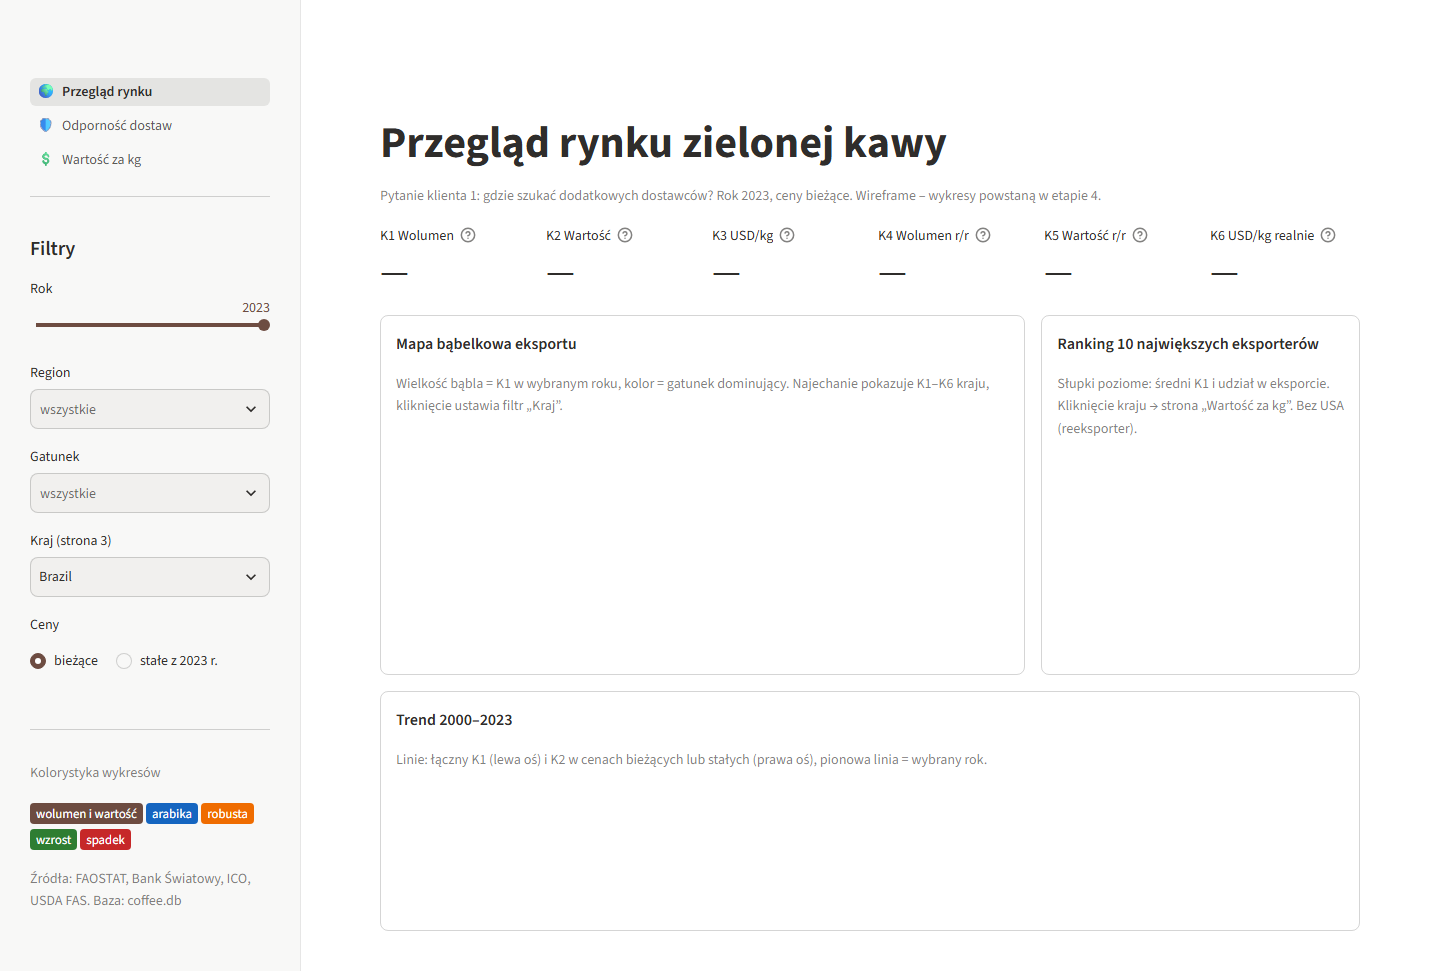 Przegląd rynku
Odporność dostaw
Wartość za kg
Filtry
Rok
2023
Region
wszystkie
Gatunek
wszystkie
Kraj (strona 3)
Brazil
Ceny
bieżące
stałe z 2023 r.
Kolorystyka wykresów
wolumen i wartość arabika robusta
wzrost spadek
Źródła: FAOSTAT, Bank Światowy, ICO,
USDA FAS. Baza: coffee.db
Przegląd rynku zielonej kawy
Pytanie klienta 1: gdzie szukać dodatkowych dostawców? Rok 2023, ceny bieżące. Wireframe – wykresy powstaną w etapie 4.
K1 Wolumen
—
K2 Wartość
—
K3 USD/kg
—
K4 Wolumen r/r
—
K5 Wartość r/r
—
K6 USD/kg realnie
—
Mapa bąbelkowa eksportu
Wielkość bąbla = K1 w wybranym roku, kolor = gatunek dominujący. Najechanie pokazuje K1–K6 kraju,
kliknięcie ustawia filtr „Kraj”.
Ranking 10 największych eksporterów
Słupki poziome: średni K1 i udział w eksporcie.
Kliknięcie kraju → strona „Wartość za kg”. Bez USA
(reeksporter).
Trend 2000–2023
Linie: łączny K1 (lewa oś) i K2 w cenach bieżących lub stałych (prawa oś), pionowa linia = wybrany rok.